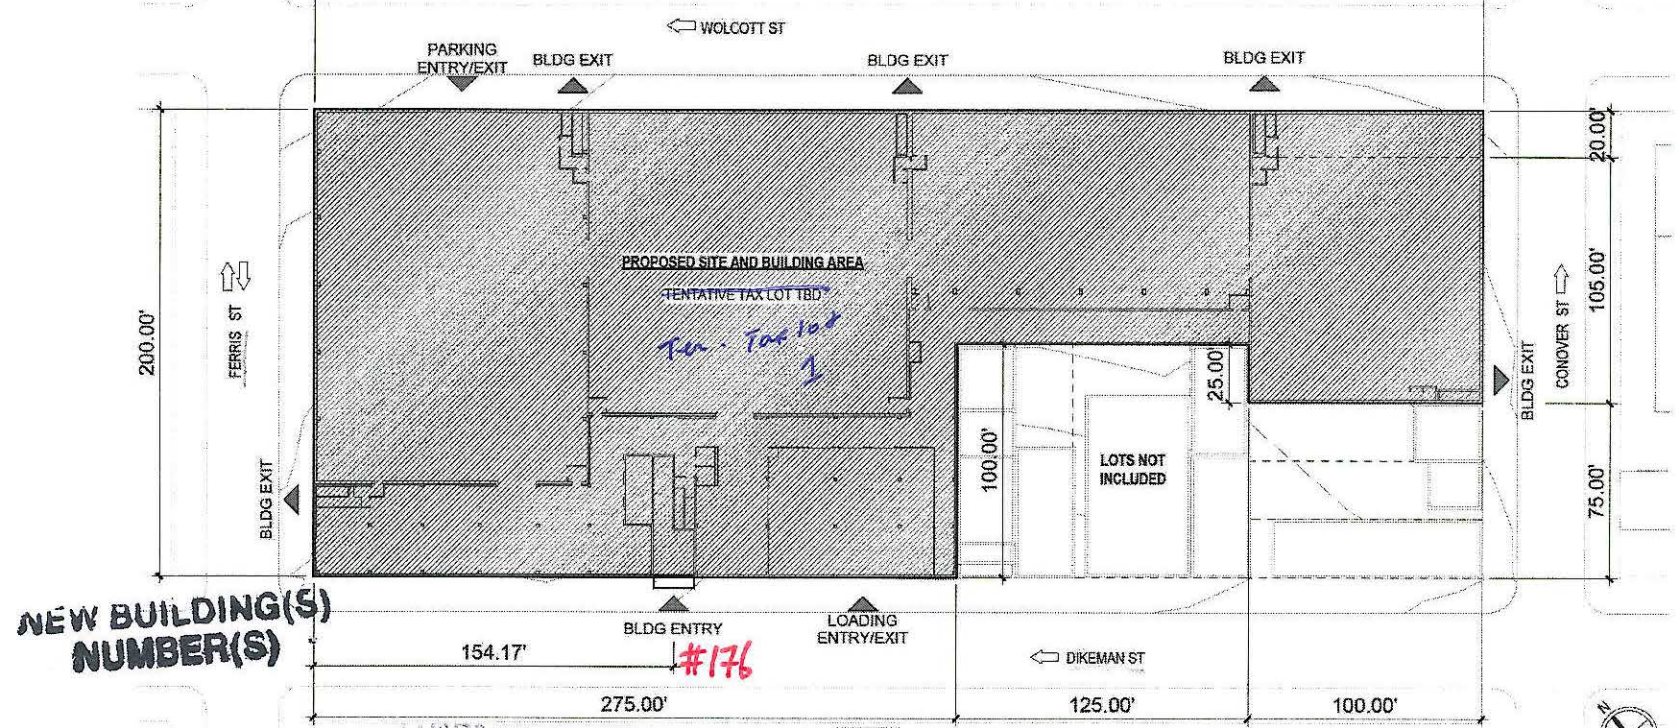 WOLCOTT ST
PARKING
ENTRY/EXIT
BLDG EXIT
BLDG EXIT
BLDG EXIT
20.00'
200.00'
FERRIS ST
PROPOSED SITE AND BUILDING AREA
TENTATIVE TAX LOT TBD
Ten. Tax lot
1
105.00'
CONOVER ST
BLDG EXIT
25.00'
100.00'
LOTS NOT
INCLUDED
75.00'
BLDG EXIT
NEW BUILDING(S)
NUMBER(S)
BLDG ENTRY
LOADING
ENTRY/EXIT
154.17'
#176
DIKEMAN ST
275.00'
125.00'
100.00'
N